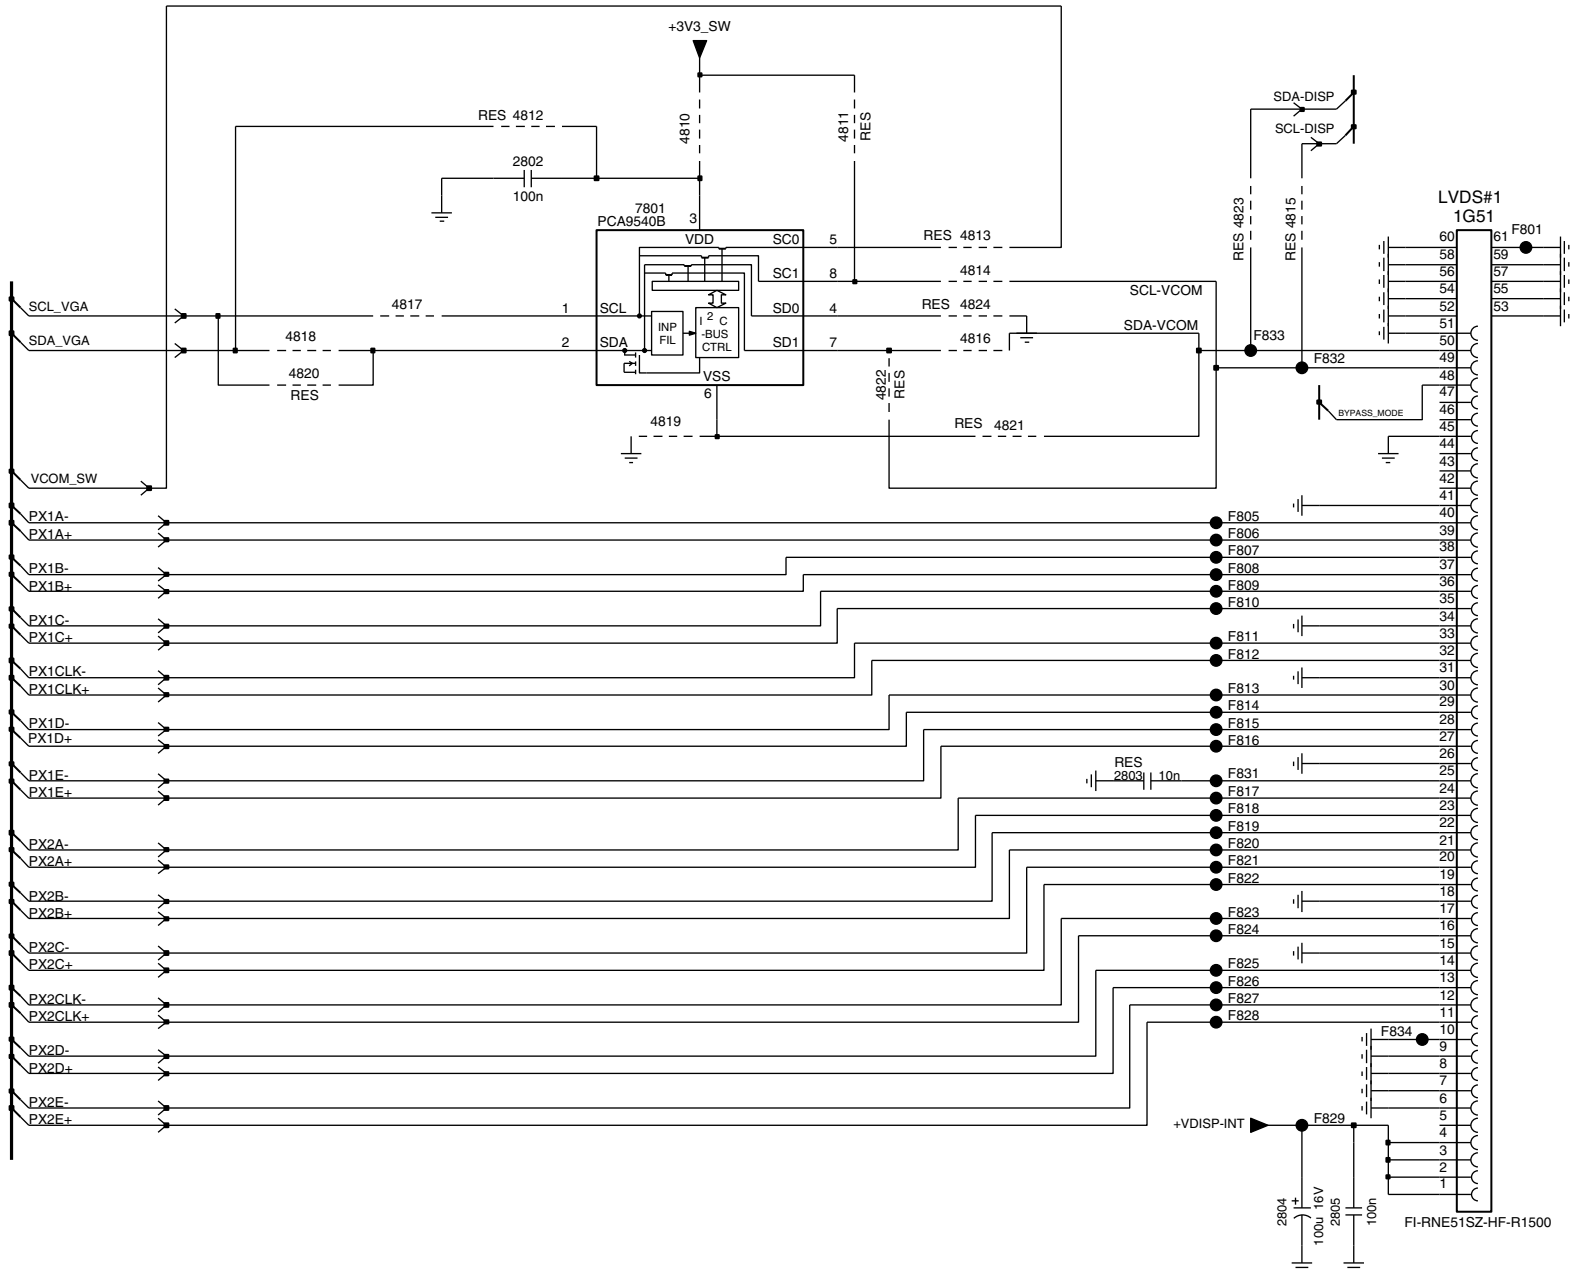 +3V3_SW
RES 4812
4810
4811
RES
2802
100n
7801
PCA9540B
3
VDD
SC0
5
RES 4813
SC1
8
4814
SCL-VCOM
SD0
4
RES 4824
SDA-VCOM
SD1
7
4816
SCL_VGA
4817
1
SCL
SDA_VGA
4818
2
SDA
4820
RES
INP
FIL
I 2 C
-BUS
CTRL
VSS
6
4819
4822
RES
RES 4821
SDA-DISP
SCL-DISP
RES 4823
RES 4815
F833
F832
BYPASS_MODE
LVDS#1
1G51
F801
60
58
56
54
52
61
59
57
55
53
51
50
49
48
47
46
45
44
43
42
41
40
39
38
37
36
35
34
33
32
31
30
29
28
27
26
25
24
23
22
21
20
19
18
17
16
15
14
13
12
11
10
9
8
7
6
5
4
3
2
1
VCOM_SW
PX1A-
PX1A+
PX1B-
PX1B+
PX1C-
PX1C+
PX1CLK-
PX1CLK+
PX1D-
PX1D+
PX1E-
PX1E+
PX2A-
PX2A+
PX2B-
PX2B+
PX2C-
PX2C+
PX2CLK-
PX2CLK+
PX2D-
PX2D+
PX2E-
PX2E+
F805
F806
F807
F808
F809
F810
F811
F812
F813
F814
F815
F816
RES
2803
10n
F831
F817
F818
F819
F820
F821
F822
F823
F824
F825
F826
F827
F828
F834
+VDISP-INT
F829
2804
+
100u 16V
2805
100n
FI-RNE51SZ-HF-R1500